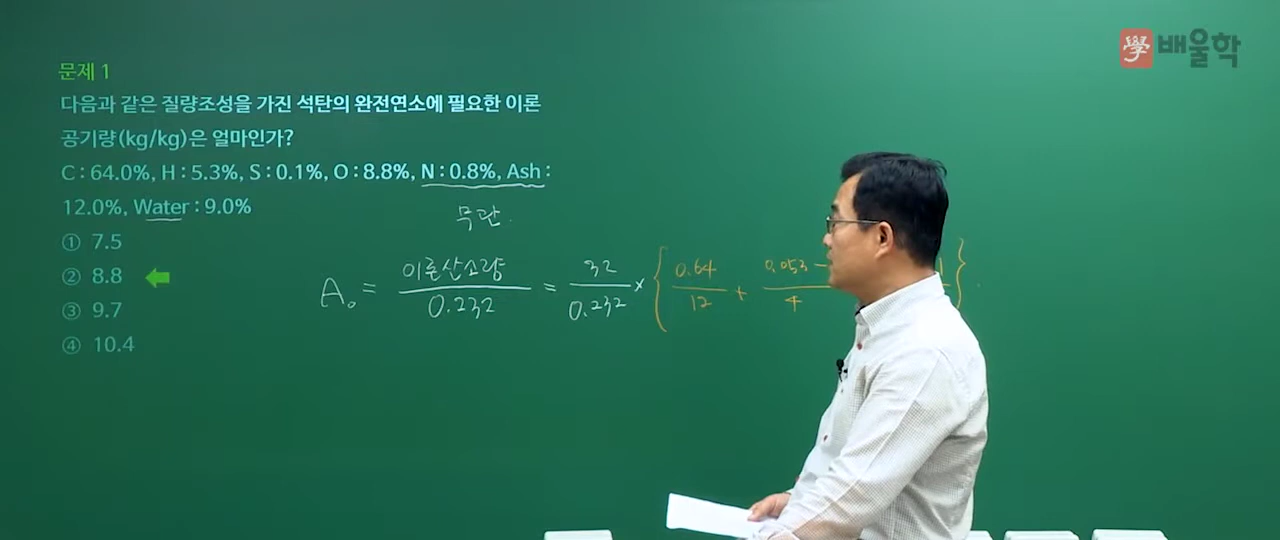 學 배울학
문제 1
다음과 같은 질량조성을 가진 석탄의 완전연소에 필요한 이론
공기량(kg/kg)은 얼마인가?
C : 64.0%, H : 5.3%, S : 0.1%, O : 8.8%, N : 0.8%, Ash :
12.0%, Water : 9.0%
무관.
① 7.5
② 8.8
③ 9.7
④ 10.4
A₀ = 이론산소량 / 0.232 = 32 / 0.232 × { 0.64 / 12 + 0.053 − / 4